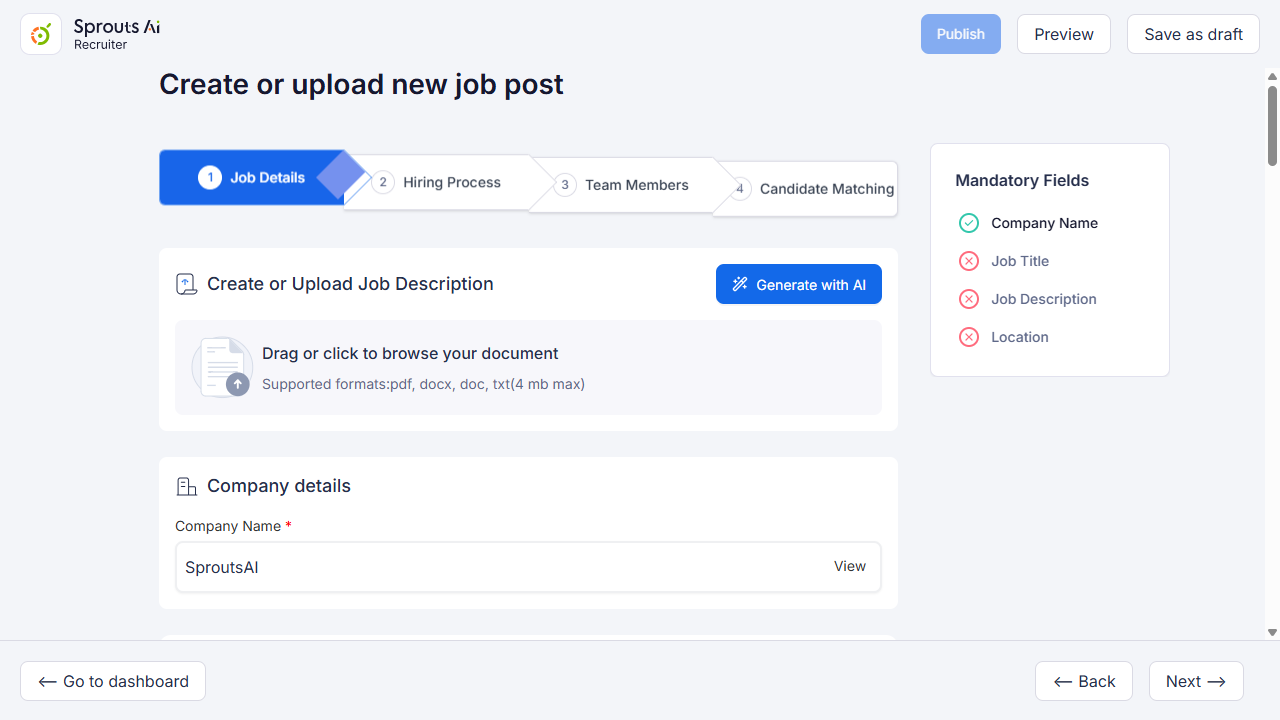 Sprouts Ai
Recruiter
Publish
Preview
Save as draft
Create or upload new job post
1 Job Details
2 Hiring Process
3 Team Members
4 Candidate Matching
Mandatory Fields
Company Name
Job Title
Job Description
Location
Create or Upload Job Description
Generate with AI
Drag or click to browse your document
Supported formats:pdf, docx, doc, txt(4 mb max)
Company details
Company Name *
SproutsAI
View
Go to dashboard
Back
Next